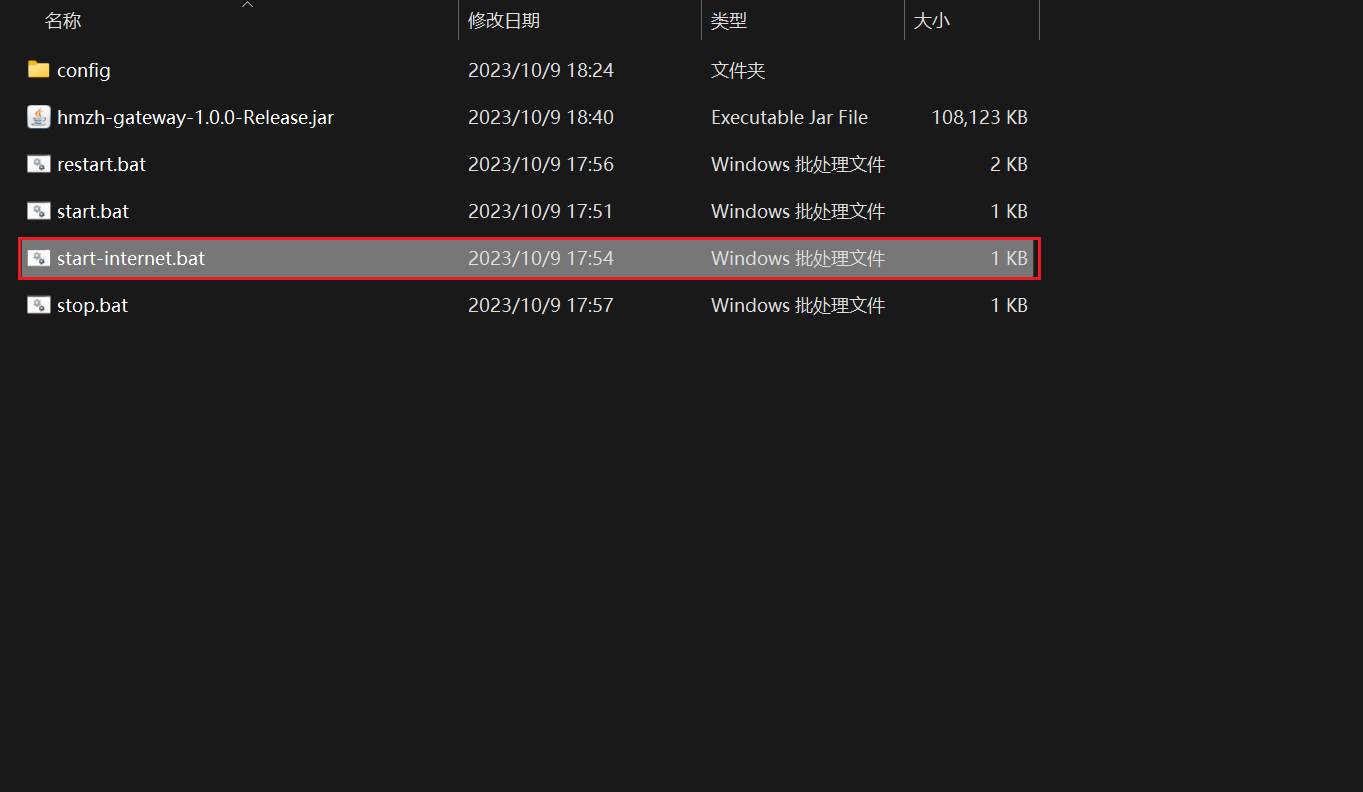 名称 修改日期 类型 大小
config 2023/10/9 18:24 文件夹
hmzh-gateway-1.0.0-Release.jar 2023/10/9 18:40 Executable Jar File 108,123 KB
restart.bat 2023/10/9 17:56 Windows 批处理文件 2 KB
start.bat 2023/10/9 17:51 Windows 批处理文件 1 KB
start-internet.bat 2023/10/9 17:54 Windows 批处理文件 1 KB
stop.bat 2023/10/9 17:57 Windows 批处理文件 1 KB